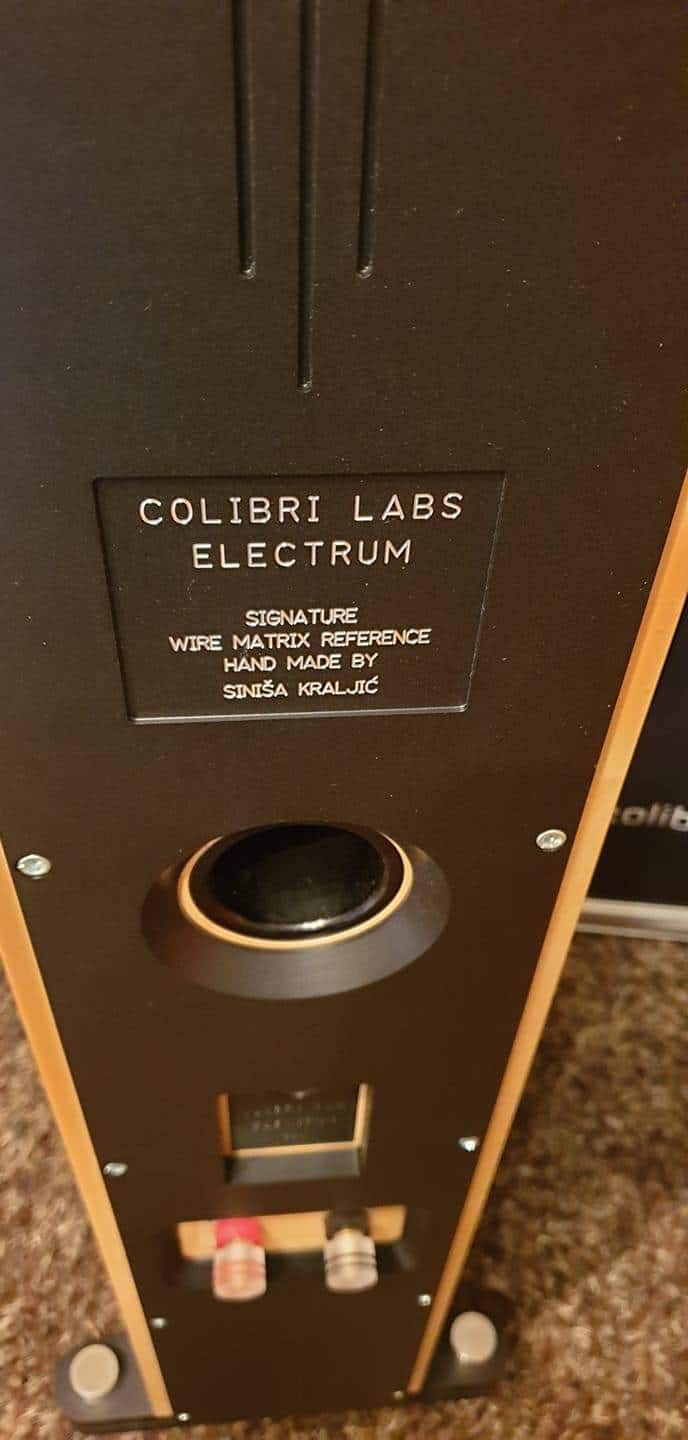 COLIBRI LABS
ELECTRUM
SIGNATURE
WIRE MATRIX REFERENCE
HAND MADE BY
SINIŠA KRALJIĆ